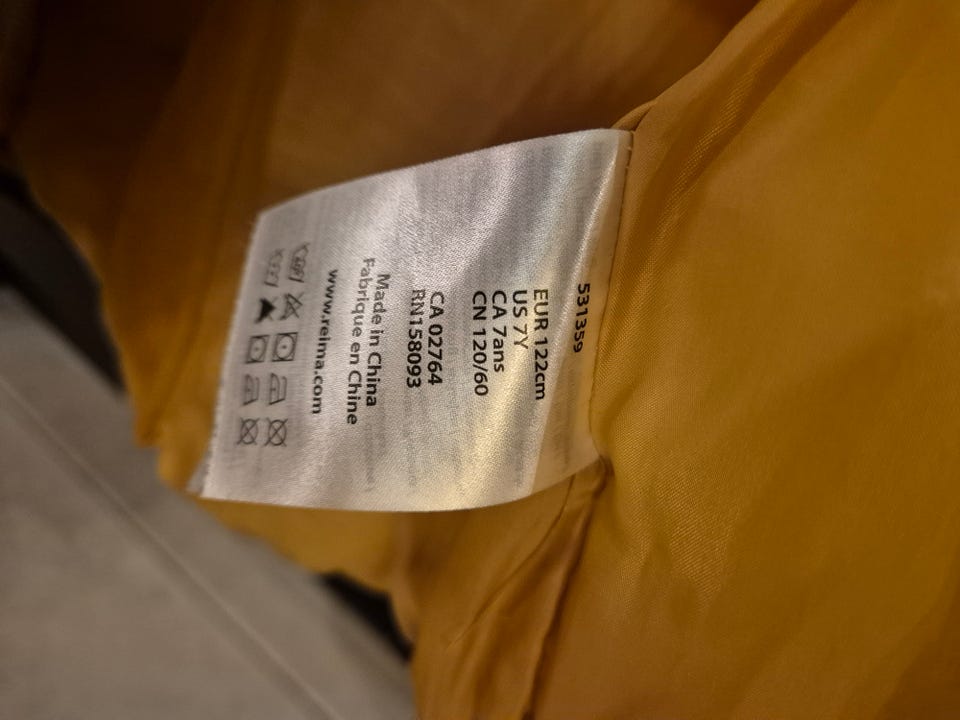 531359
EUR 122cm
US 7Y
CA 7ans
CN 120/60
CA 02764
RN158093
Made in China
Fabrique en Chine
www.reima.com